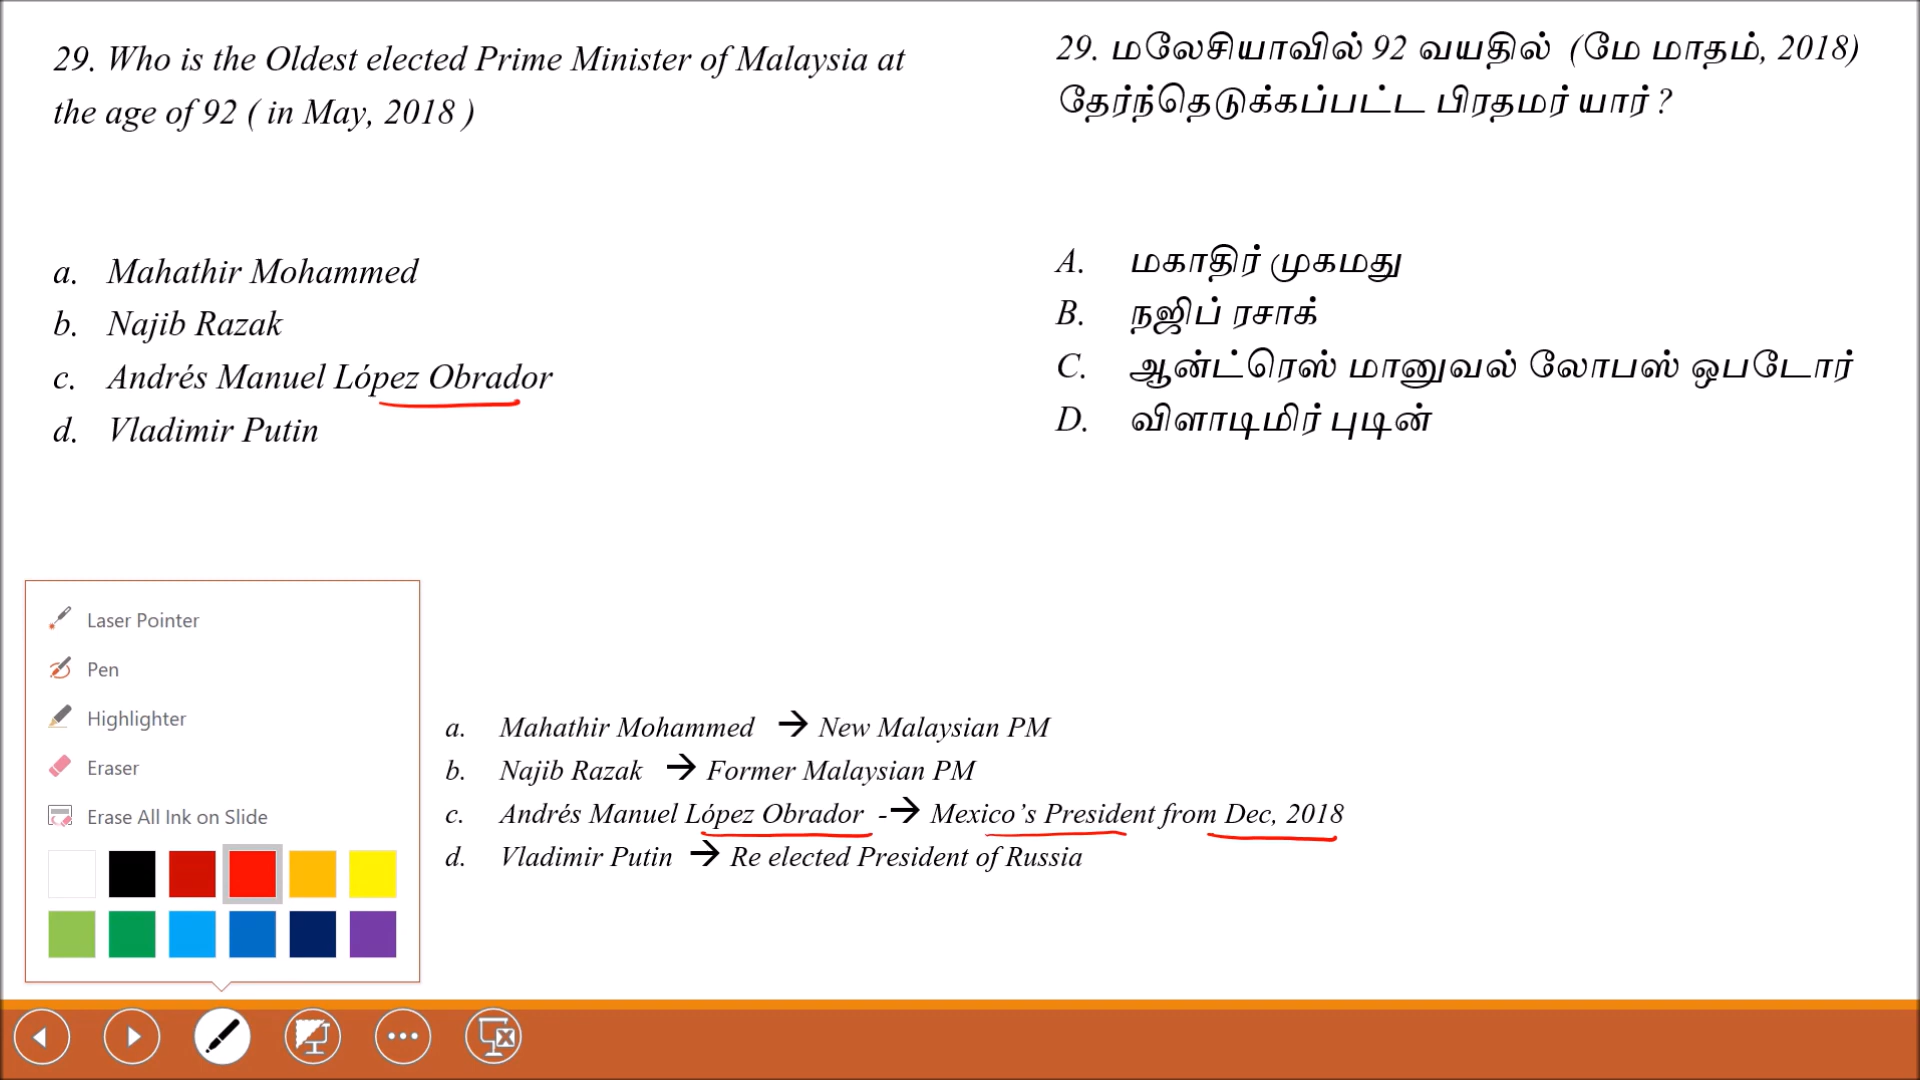 29. Who is the Oldest elected Prime Minister of Malaysia at
the age of 92 ( in May, 2018 )
a. Mahathir Mohammed
b. Najib Razak
c. Andrés Manuel López Obrador
d. Vladimir Putin
29. மலேசியாவில் 92 வயதில் (மே மாதம், 2018)
தேர்ந்தெடுக்கப்பட்ட பிரதமர் யார் ?
A. மகாதிர் முகமது
B. நஜிப் ரசாக்
C. ஆன்ட்ரெஸ் மானுவல் லோபஸ் ஒபடோர்
D. விளாடிமிர் புடின்
Laser Pointer
Pen
Highlighter
Eraser
Erase All Ink on Slide
a. Mahathir Mohammed → New Malaysian PM
b. Najib Razak → Former Malaysian PM
c. Andrés Manuel López Obrador -→ Mexico’s President from Dec, 2018
d. Vladimir Putin → Re elected President of Russia